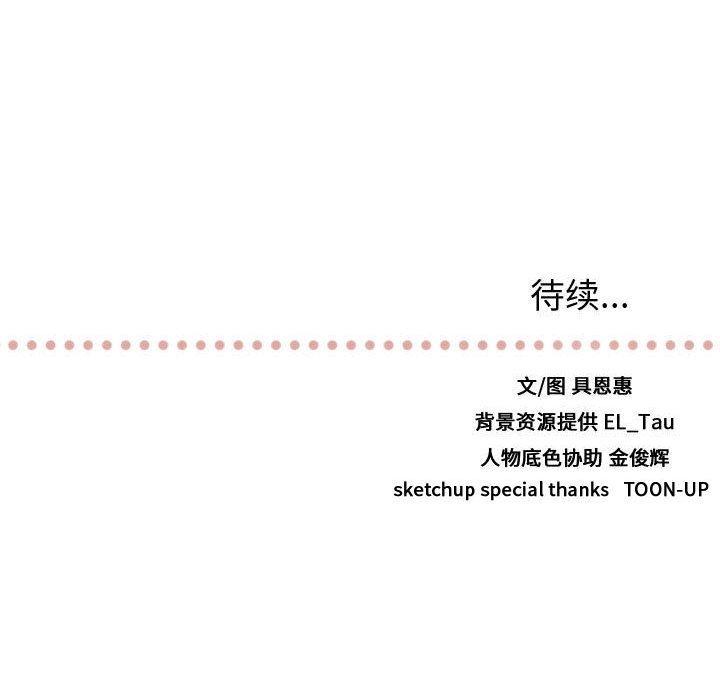 待续...
文/图 具恩惠
背景资源提供 EL_Tau
人物底色协助 金俊辉
sketchup special thanks TOON-UP